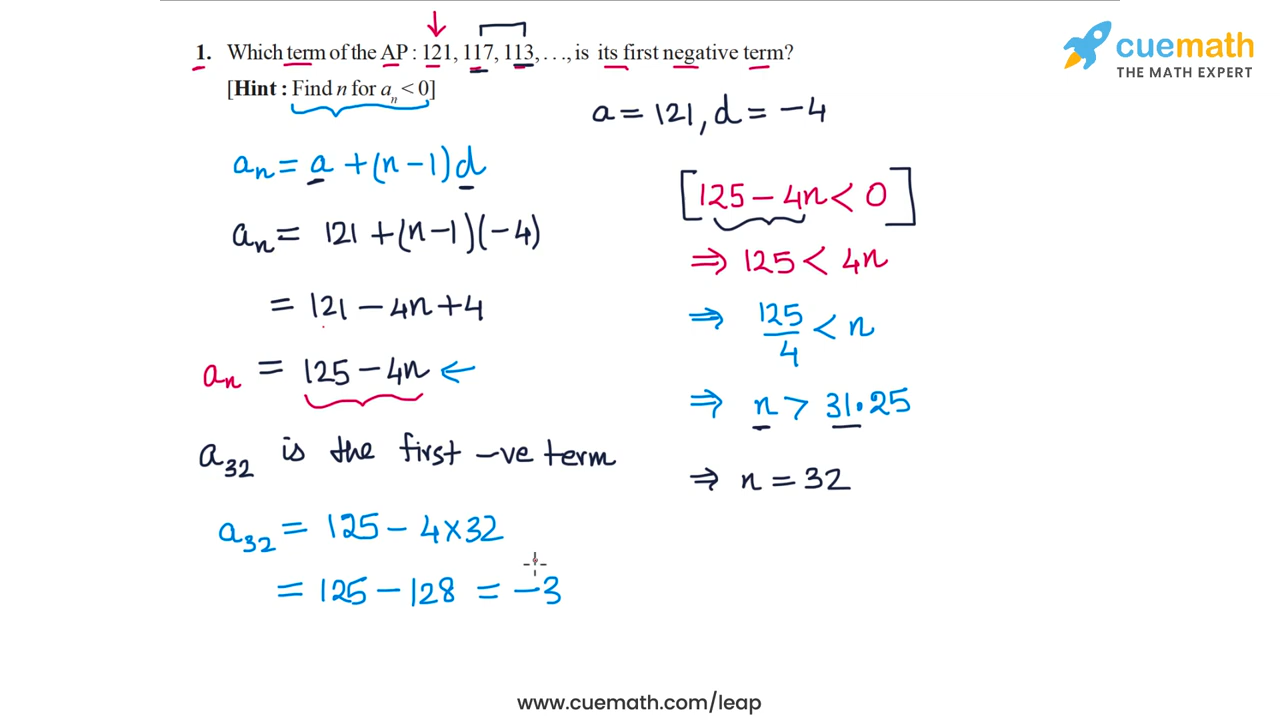 1. Which term of the AP : 121, 117, 113, . . ., is its first negative term?
[Hint : Find n for aₙ < 0]
cuemath
THE MATH EXPERT
a = 121, d = -4
aₙ = a + (n-1)d
aₙ = 121 + (n-1)(-4)
= 121 - 4n + 4
aₙ = 125 - 4n ←
a₃₂ is the first -ve term
a₃₂ = 125 - 4×32
= 125 - 128 = -3
[125 - 4n < 0]
⇒ 125 < 4n
⇒ 125/4 < n
⇒ n > 31.25
⇒ n = 32
www.cuemath.com/leap